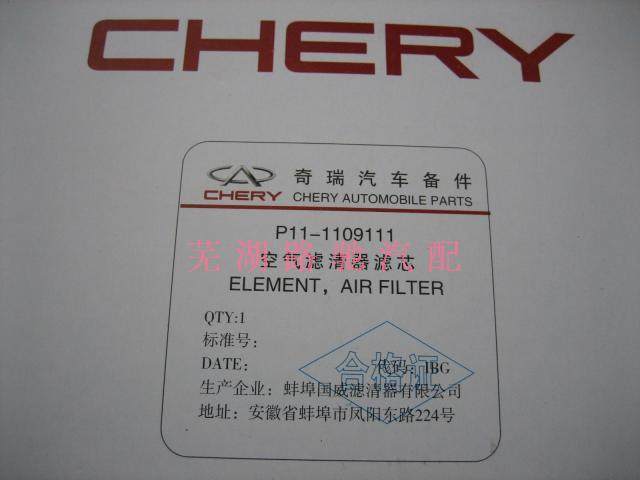 CHERY
CHERY
奇瑞汽车备件
CHERY AUTOMOBILE PARTS
P11-1109111
芜湖路驰汽配
空气滤清器滤芯
ELEMENT, AIR FILTER
QTY:1
标准号:
DATE: 代码: 1BG
合格证
生产企业: 蚌埠国威滤清器有限公司
地址: 安徽省蚌埠市凤阳东路224号